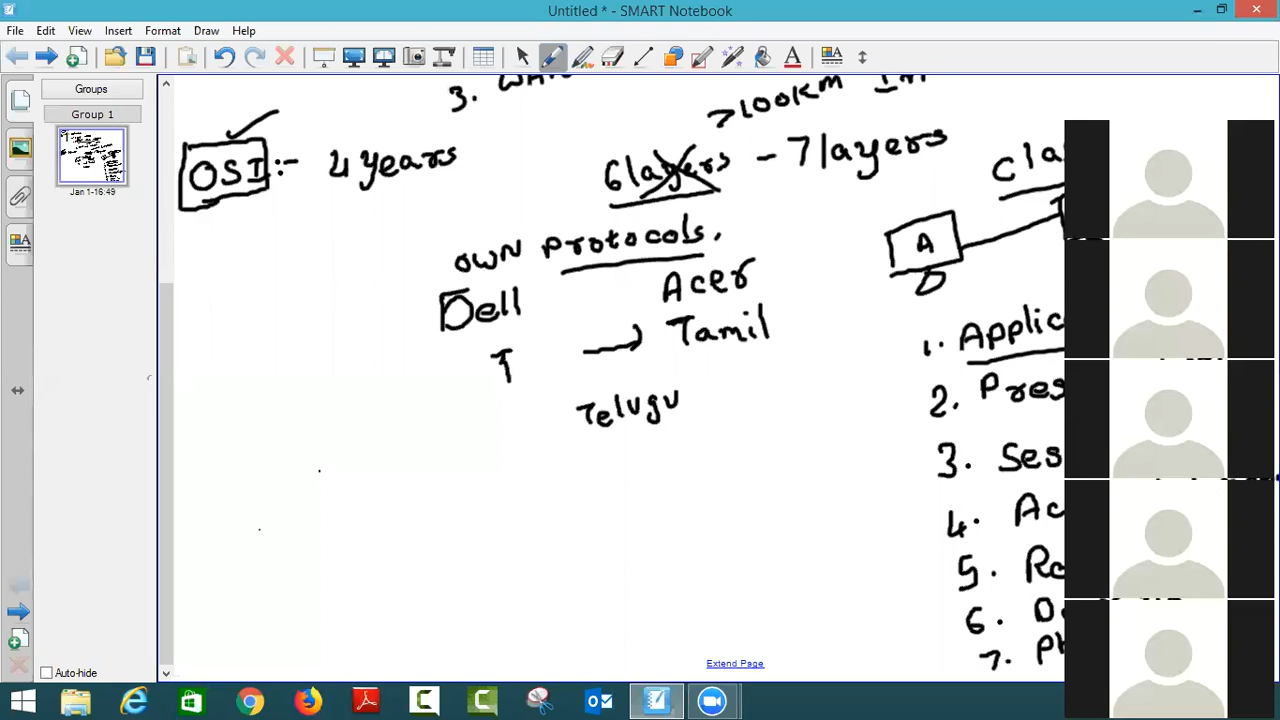 Untitled * - SMART Notebook
File Edit View Insert Format Draw Help
Groups
Group 1
Jan 1-16:49
3.
>100km
OSI :- 4 years 6 layers - 7 layers
OWN Protocols.
Dell Acer
T → Tamil
Telugu
A
1. Applic
2. Pres
3. Ses
4. Ac
5. Ro
6. D
7. Ph
Extend Page
Auto-hide